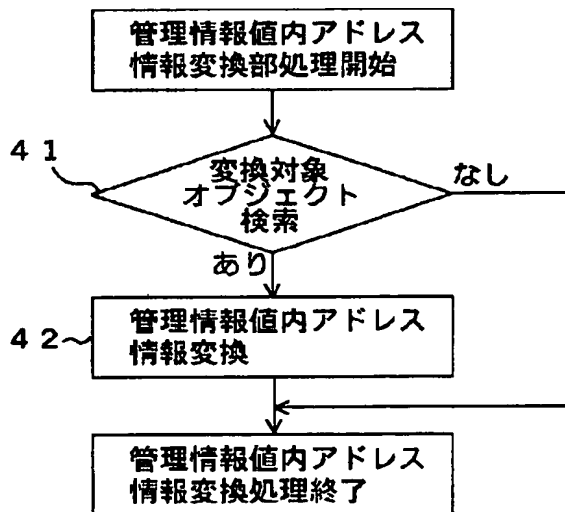 管理情報値内アドレス
情報変換部処理開始
４１
変換対象
オブジェクト
検索
なし
あり
４２
管理情報値内アドレス
情報変換
管理情報値内アドレス
情報変換処理終了